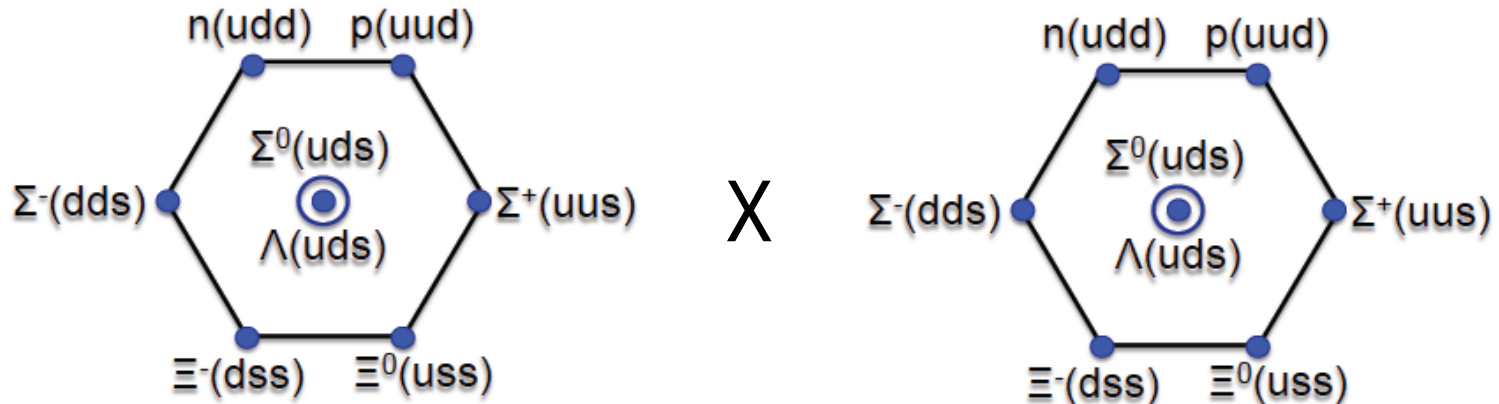 n(udd) p(uud)
Σ⁰(uds)
Σ⁻(dds) Σ⁺(uus)
Λ(uds)
Ξ⁻(dss) Ξ⁰(uss)
X
n(udd) p(uud)
Σ⁰(uds)
Σ⁻(dds) Σ⁺(uus)
Λ(uds)
Ξ⁻(dss) Ξ⁰(uss)